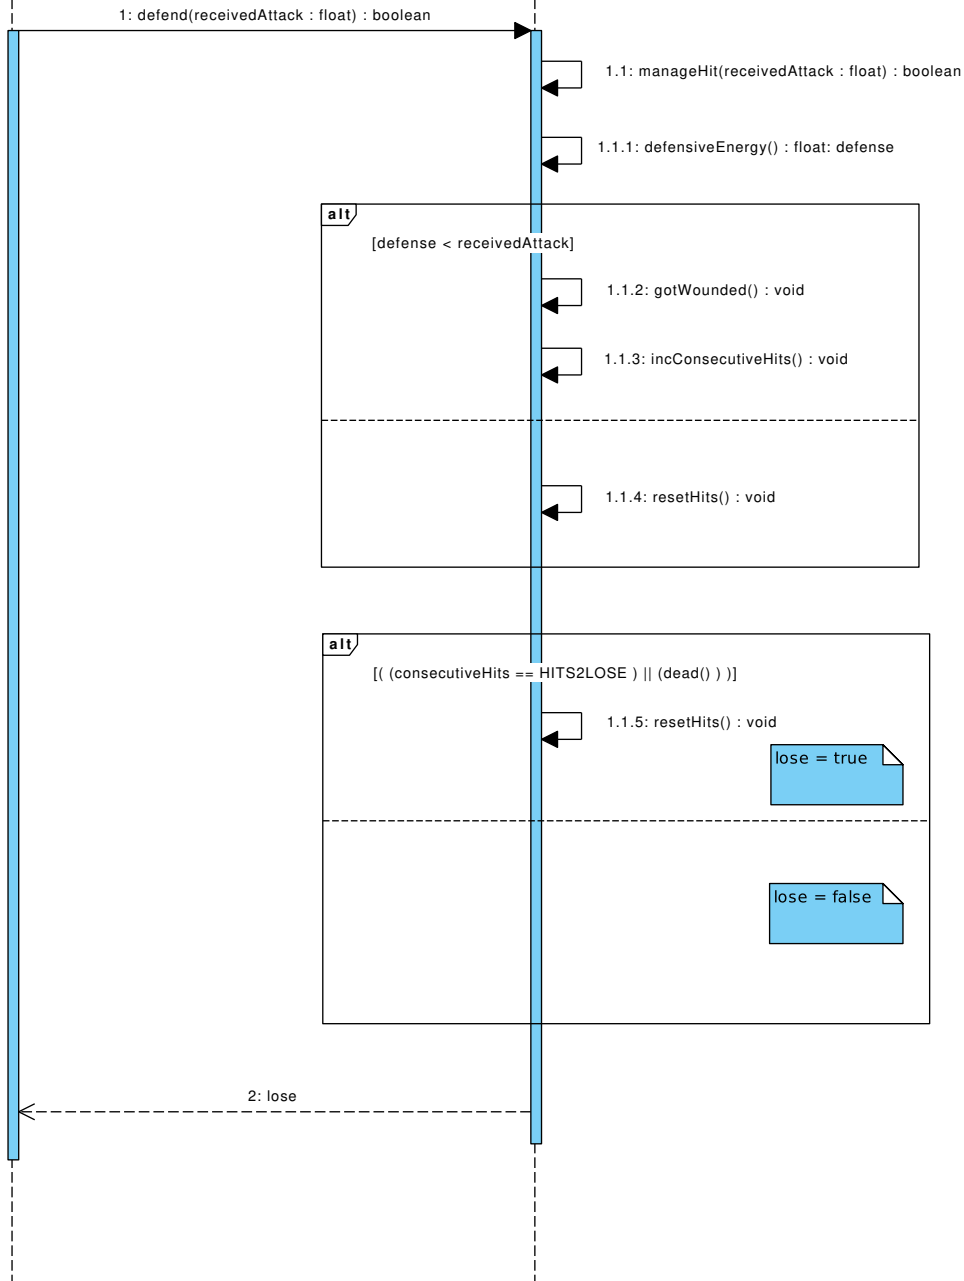 1: defend(receivedAttack : float) : boolean
1.1: manageHit(receivedAttack : float) : boolean
1.1.1: defensiveEnergy() : float: defense
alt
[defense < receivedAttack]
1.1.2: gotWounded() : void
1.1.3: incConsecutiveHits() : void
1.1.4: resetHits() : void
alt
[( (consecutiveHits == HITS2LOSE ) || (dead() ) )]
1.1.5: resetHits() : void
lose = true
lose = false
2: lose